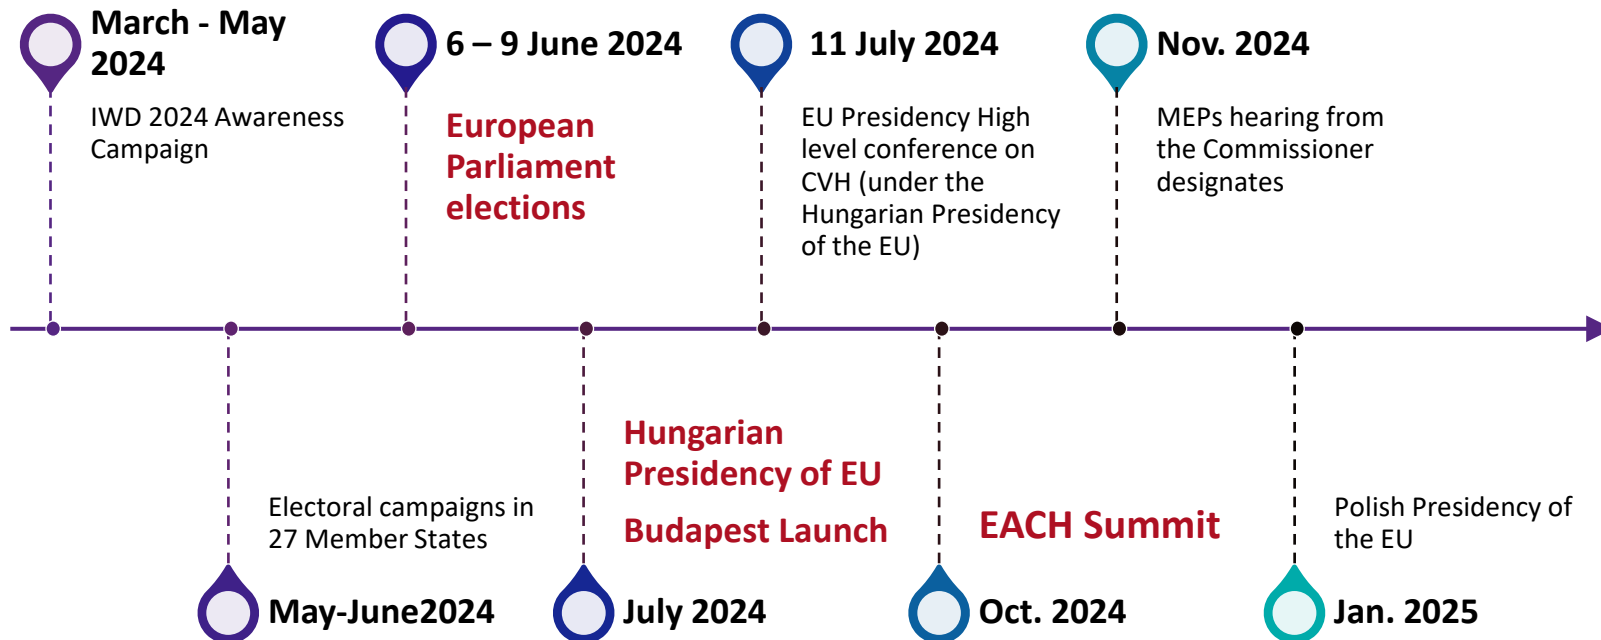 March - May
2024
IWD 2024 Awareness
Campaign
6 – 9 June 2024
European
Parliament
elections
11 July 2024
EU Presidency High
level conference on
CVH (under the
Hungarian Presidency
of the EU)
Nov. 2024
MEPs hearing from
the Commissioner
designates
Electoral campaigns in
27 Member States
May-June2024
Hungarian
Presidency of EU
Budapest Launch
July 2024
EACH Summit
Oct. 2024
Polish Presidency of
the EU
Jan. 2025